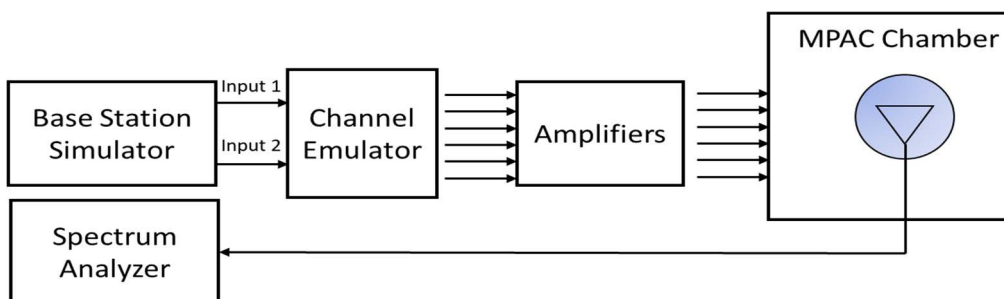 Base Station
Simulator
Input 1
Input 2
Channel
Emulator
Amplifiers
MPAC Chamber
Spectrum
Analyzer